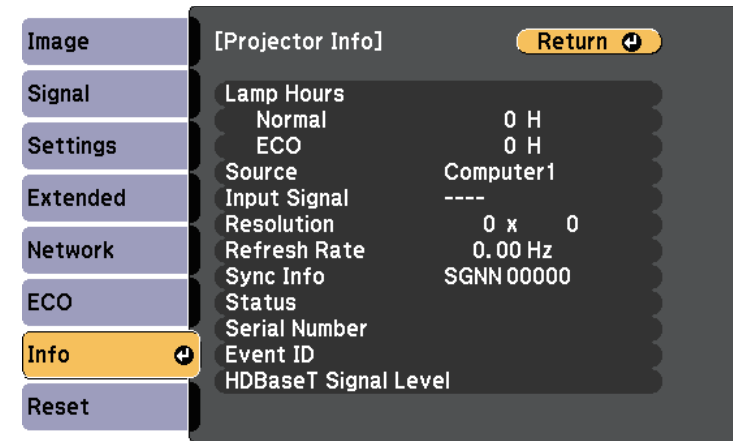 Image
Signal
Settings
Extended
Network
ECO
Info
Reset
[Projector Info]
Return
Lamp Hours
Normal 0 H
ECO 0 H
Source Computer1
Input Signal ----
Resolution 0 x 0
Refresh Rate 0.00 Hz
Sync Info SGNN 00000
Status
Serial Number
Event ID
HDBaseT Signal Level